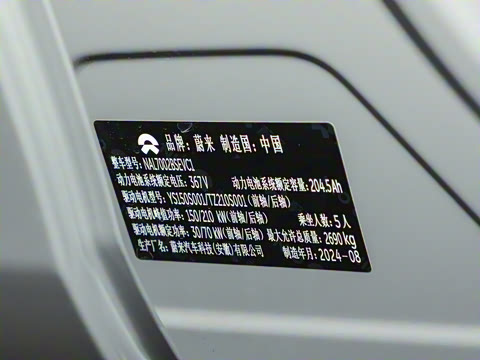 品牌：蔚来 制造国：中国
整车型号：NAL7002BSEVC1
动力电池系统额定电压：367V 动力电池系统额定容量：204.5Ah
驱动电机型号：YS150S001/TZ210S001（前轴/后轴）
驱动电机峰值功率：150/210 kW（前轴/后轴） 乘坐人数：5人
驱动电机额定功率：30/70 kW（前轴/后轴） 最大允许总质量：2690 kg
生产厂名：蔚来汽车科技（安徽）有限公司 制造年月：2024-08